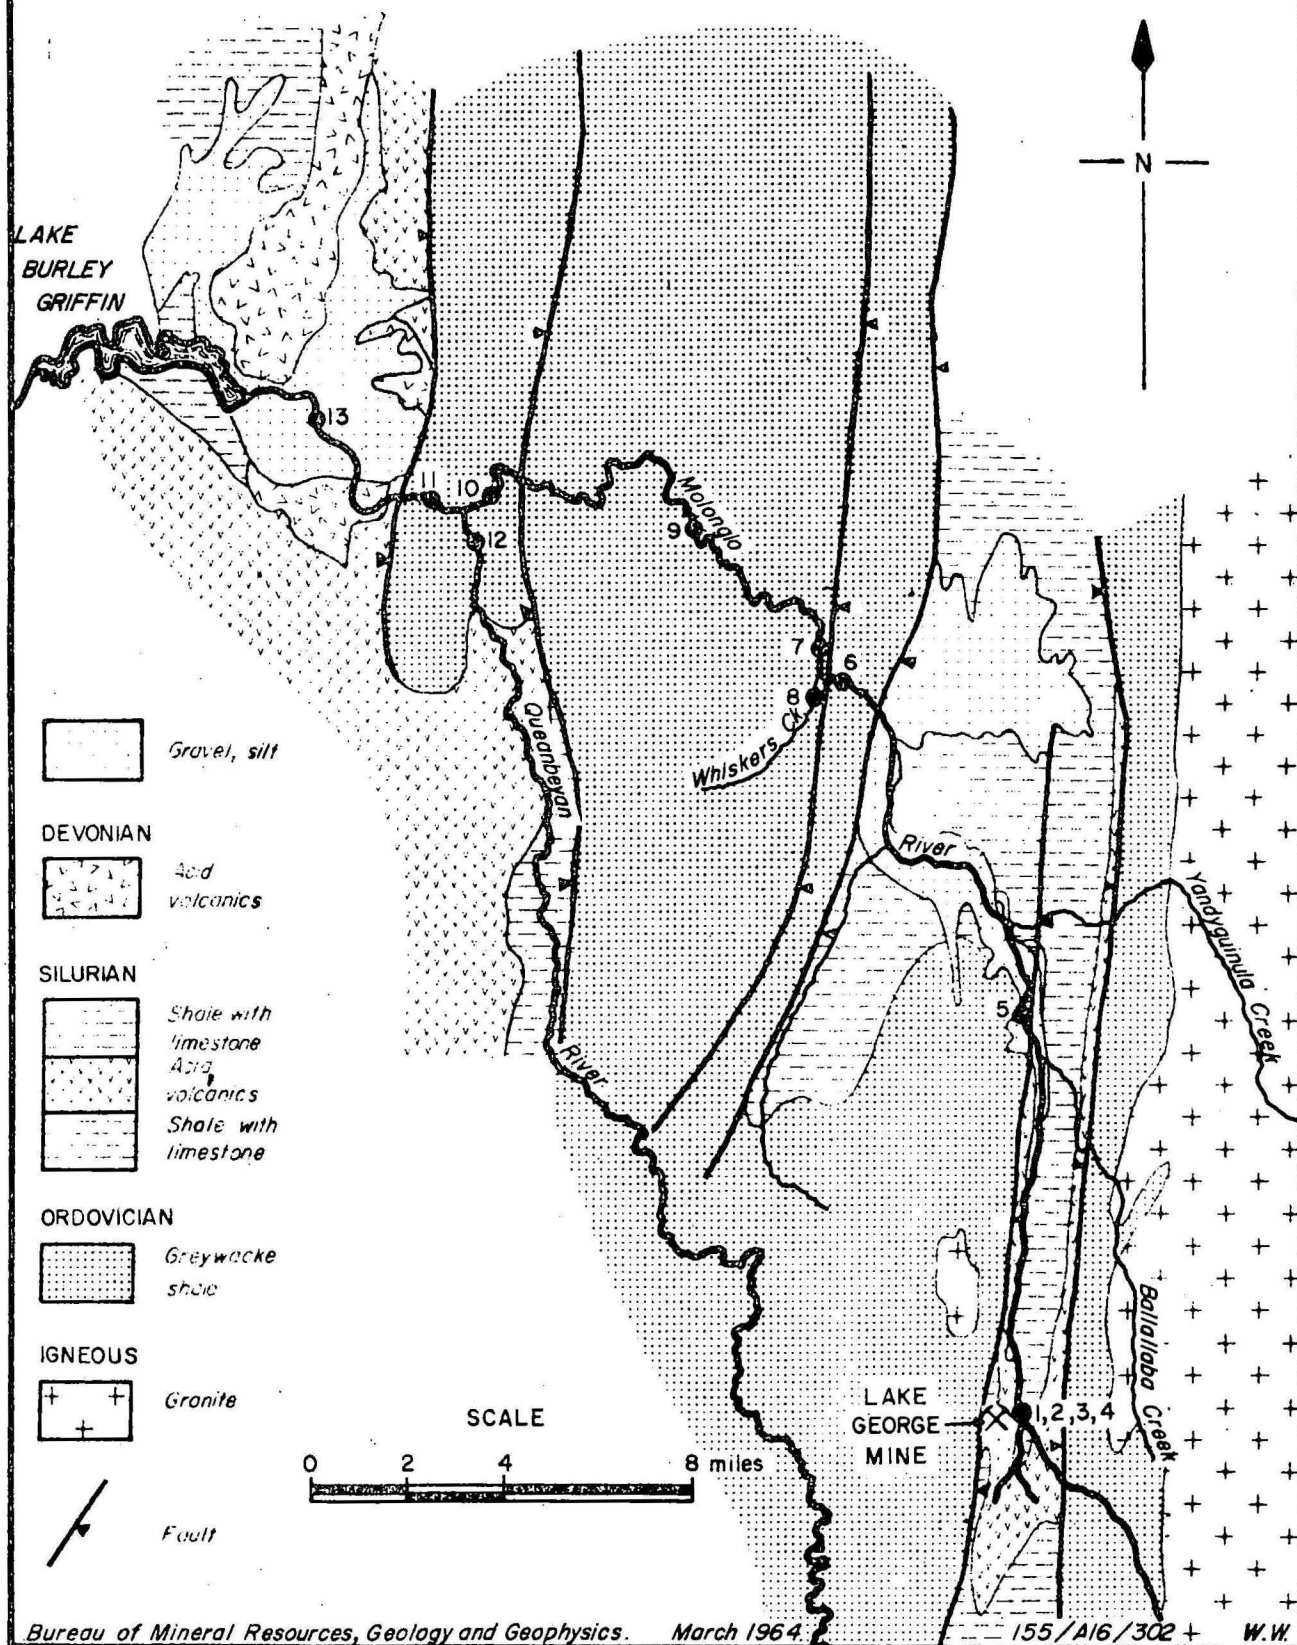 N
LAKE
BURLEY
GRIFFIN
13
11
10
12
9
Molonglo
7
6
8
Whiskers Ck
Queanbeyan
River
River
5
Yandyguinula Creek
Ballallaba Creek
LAKE
GEORGE
MINE
1, 2, 3, 4
Gravel, silt
DEVONIAN
Acid
volcanics
SILURIAN
Shale with
limestone
Acid
volcanics
Shale with
limestone
ORDOVICIAN
Greywacke
shale
IGNEOUS
Granite
Fault
SCALE
0 2 4 8 miles
Bureau of Mineral Resources, Geology and Geophysics. March 1964. 155/A16/302 W.W.